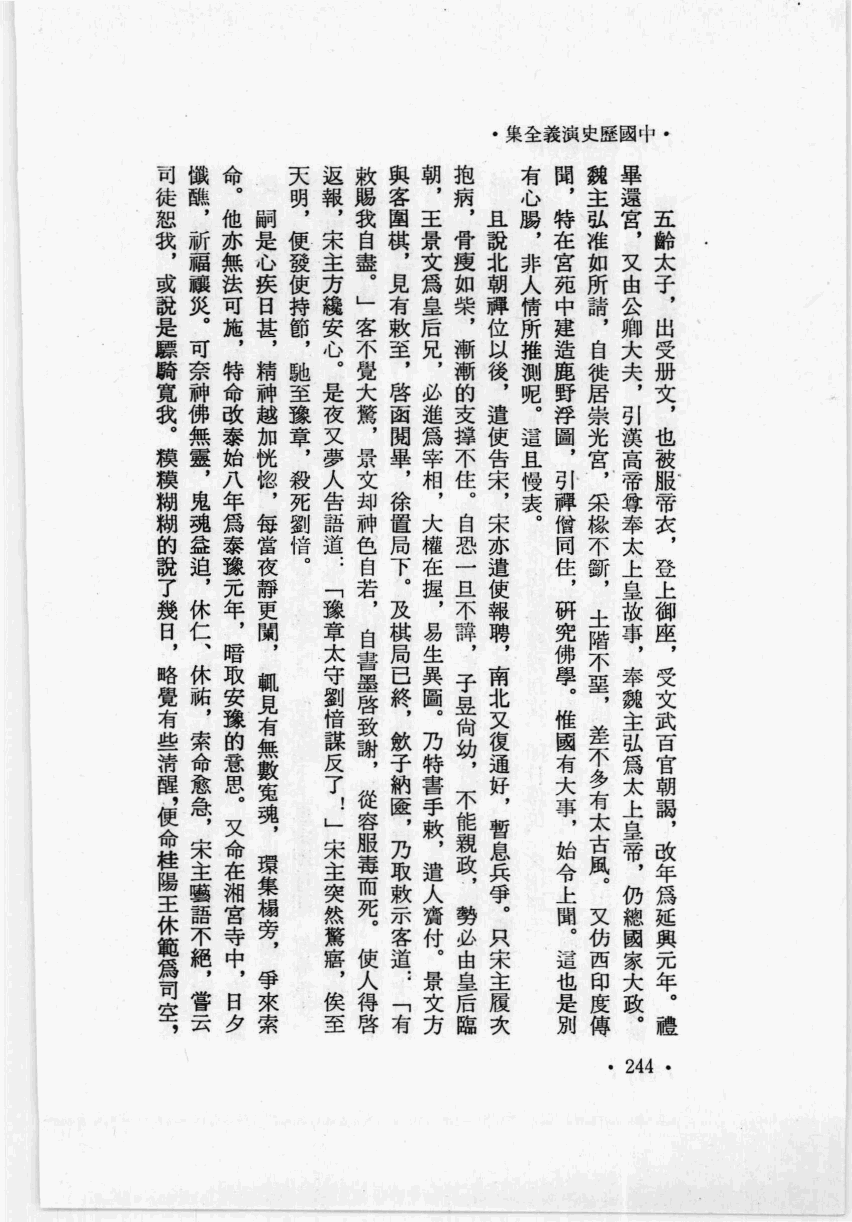 •中國歷史演義全集•
五齡太子，出受册文，也被服帝衣，登上御座，受文武百官朝謁，改年爲延興元年。禮
畢還宮，又由公卿大夫，引漢高帝尊奉太上皇故事，奉魏主弘爲太上皇帝，仍總國家大政。
魏主弘准如所請，自徙居崇光宮，采椽不斵，土階不堊，差不多有太古風。又仿西印度傳
聞，特在宮苑中建造鹿野浮圖，引禪僧同住，研究佛學。惟國有大事，始令上聞。這也是別
有心腸，非人情所推測呢。這且慢表。
且說北朝禪位以後，遣使告宋，宋亦遣使報聘，南北又復通好，暫息兵爭。只宋主履次
抱病，骨瘦如柴，漸漸的支撐不住。自恐一旦不諱，子昱尙幼，不能親政，勢必由皇后臨
朝，王景文爲皇后兄，必進爲宰相，大權在握，易生異圖。乃特書手敕，遣人齎付。景文方
與客圍棋，見有敕至，啓函閱畢，徐置局下。及棋局已終，斂子納奩，乃取敕示客道：「有
敕賜我自盡。」客不覺大驚，景文却神色自若，自書墨啓致謝，從容服毒而死。使人得啓
返報，宋主方纔安心。是夜又夢人告語道：「豫章太守劉愔謀反了！」宋主突然驚寤，俟至
天明，便發使持節，馳至豫章，殺死劉愔。
嗣是心疾日甚，精神越加恍惚，每當夜靜更闌，輒見有無數寃魂，環集榻旁，爭來索
命。他亦無法可施，特命改泰始八年爲泰豫元年，暗取安豫的意思。又命在湘宮寺中，日夕
懺醮，祈福禳災。可奈神佛無靈，鬼魂益迫，休仁、休祐，索命愈急，宋主囈語不絕，嘗云
司徒恕我，或說是驃騎寬我。糢糢糊糊的說了幾日，略覺有些淸醒，便命桂陽王休範爲司空，
•244•